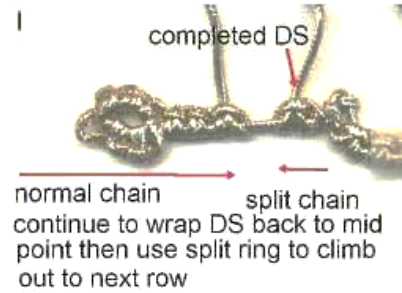 completed DS
normal chain split chain
continue to wrap DS back to mid
point then use split ring to climb
out to next row